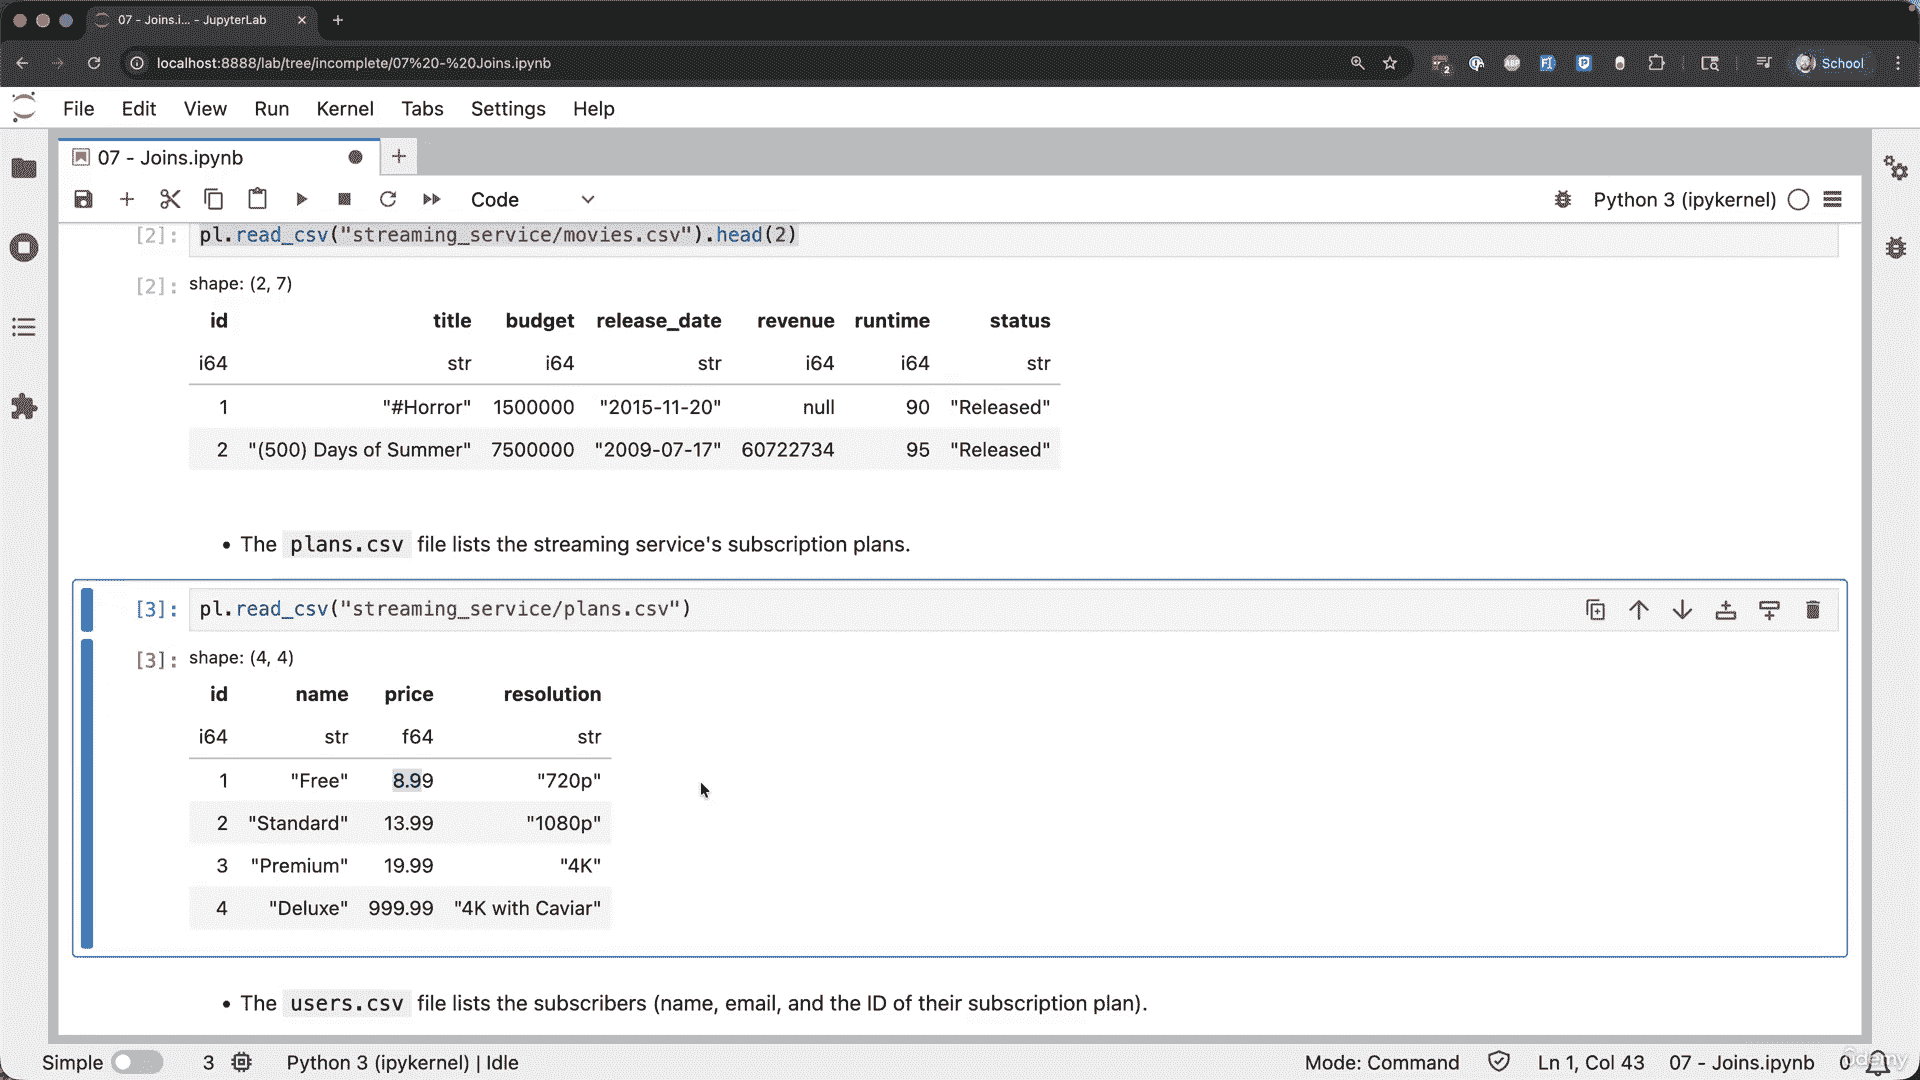 07 - Joins.i... - JupyterLab
localhost:8888/lab/tree/incomplete/07%20-%20Joins.ipynb
2
ABP
School
File Edit View Run Kernel Tabs Settings Help
07 - Joins.ipynb
Code
Python 3 (ipykernel)
[2]: pl.read_csv("streaming_service/movies.csv").head(2)
[2]: shape: (2, 7)
id title budget release_date revenue runtime status
i64 str i64 str i64 i64 str
1 "#Horror" 1500000 "2015-11-20" null 90 "Released"
2 "(500) Days of Summer" 7500000 "2009-07-17" 60722734 95 "Released"
• The plans.csv file lists the streaming service's subscription plans.
[3]: pl.read_csv("streaming_service/plans.csv")
[3]: shape: (4, 4)
id name price resolution
i64 str f64 str
1 "Free" 8.99 "720p"
2 "Standard" 13.99 "1080p"
3 "Premium" 19.99 "4K"
4 "Deluxe" 999.99 "4K with Caviar"
• The users.csv file lists the subscribers (name, email, and the ID of their subscription plan).
Simple 3 Python 3 (ipykernel) | Idle Mode: Command Ln 1, Col 43 07 - Joins.ipynb 0
udemy